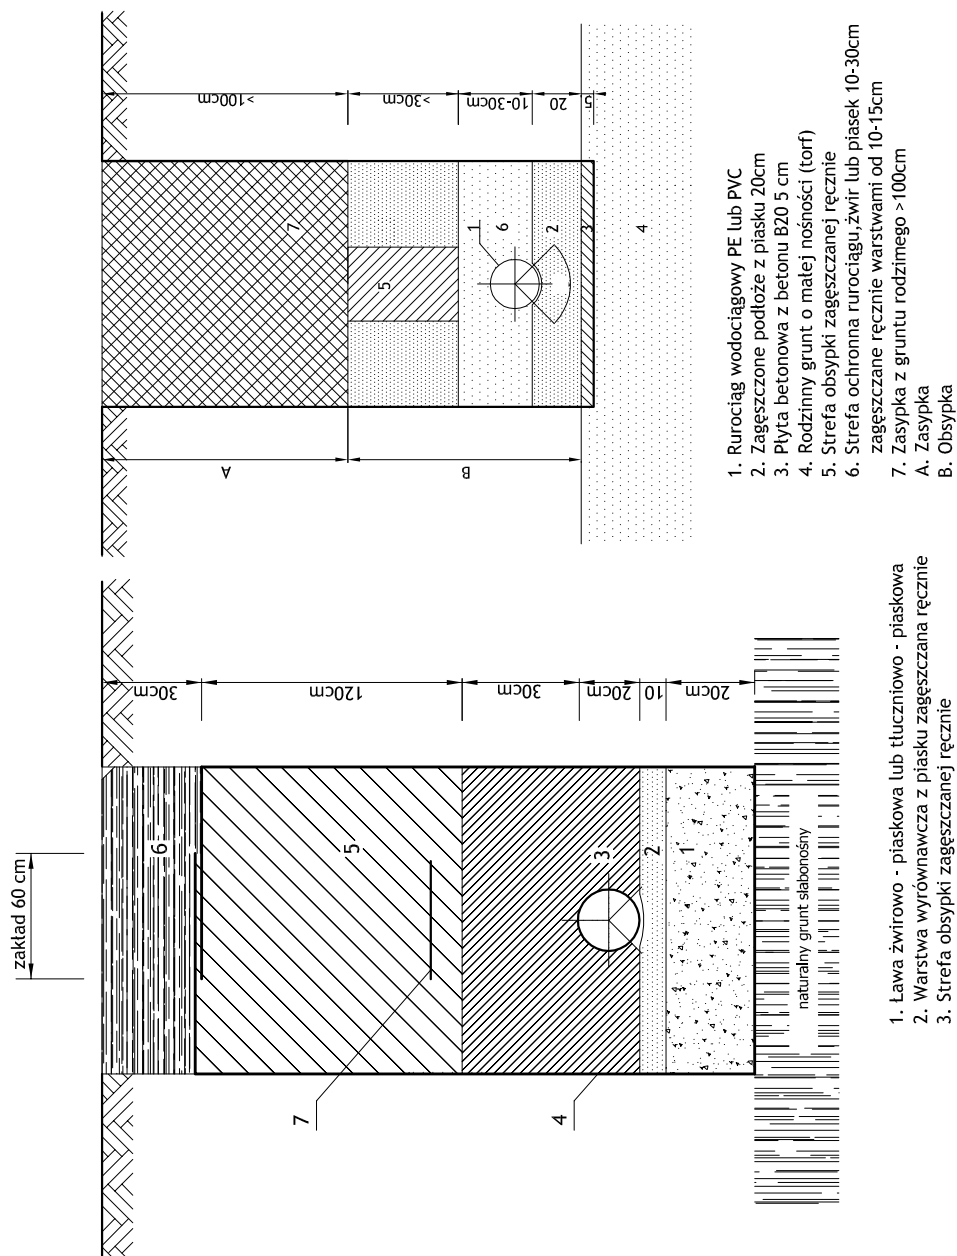 zakład 60 cm
30cm
120cm
30cm
20cm
10
20cm
6
5
3
2
1
7
4
naturalny grunt słabonośny
1. Ława żwirowo - piaskowa lub tłuczniowo - piaskowa
2. Warstwa wyrównawcza z piasku zagęszczana ręcznie
3. Strefa obsypki zagęszczanej ręcznie
>100cm
>30cm
10-30cm
20
5
7
5
1
6
2
3
4
A
B
1. Rurociąg wodociągowy PE lub PVC
2. Zagęszczone podłoże z piasku 20cm
3. Płyta betonowa z betonu B20 5 cm
4. Rodzinny grunt o małej nośności (torf)
5. Strefa obsypki zagęszczanej ręcznie
6. Strefa ochronna rurociągu,żwir lub piasek 10-30cm
zagęszczane ręcznie warstwami od 10-15cm
7. Zasypka z gruntu rodzimego >100cm
A. Zasypka
B. Obsypka